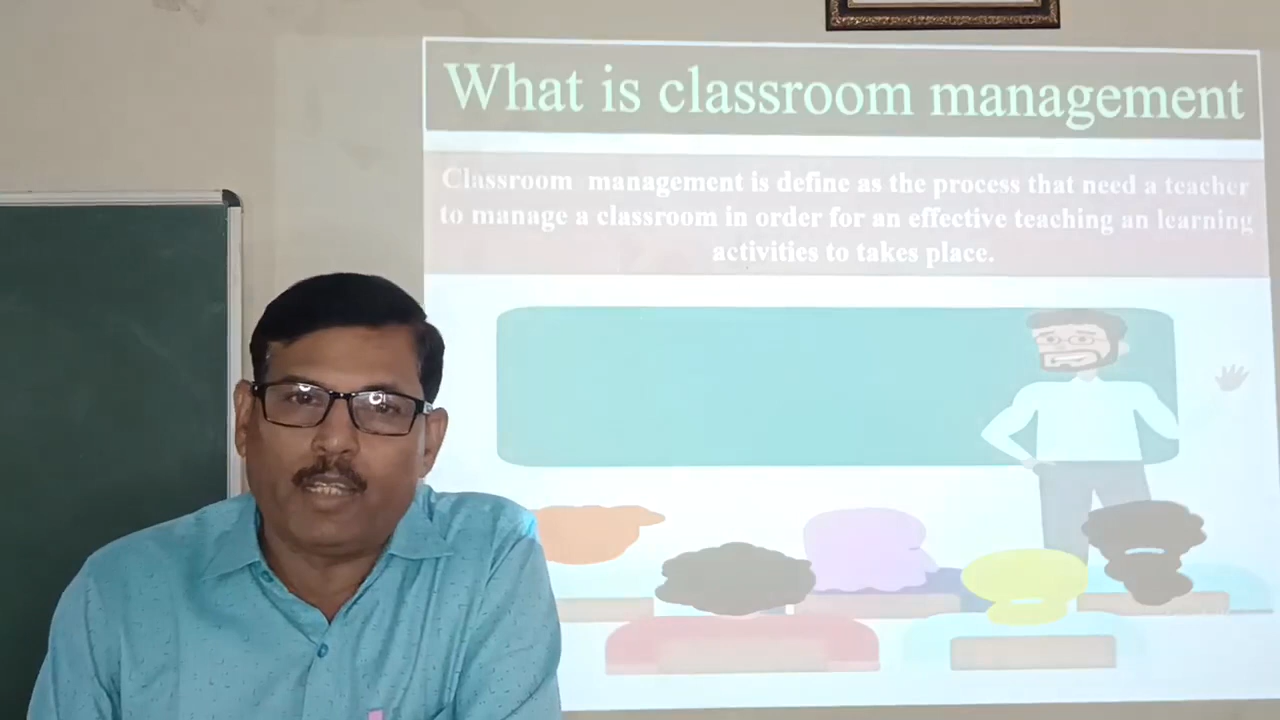 What is classroom management
Classroom management is define as the process that need a teacher
to manage a classroom in order for an effective teaching an learning
activities to takes place.